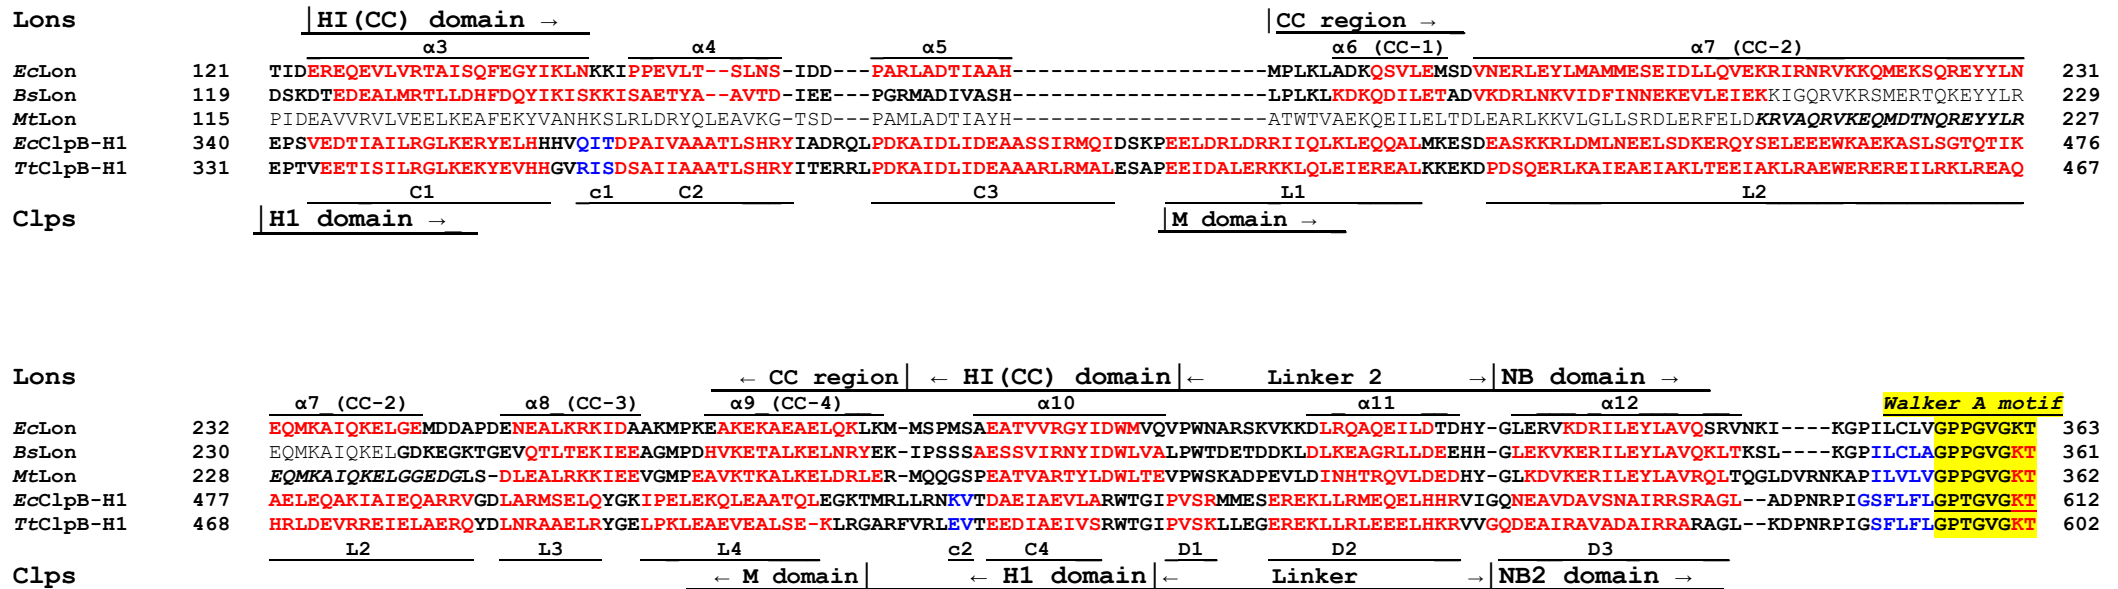 Lons |HI(CC) domain → |CC region →
α3 α4 α5 α6 (CC-1) α7 (CC-2)
EcLon 121 TIDEREQEVLVRTAISQFEGYIKLNKKIPPEVLT--SLNS-IDD---PARLADTIAAH--------------------MPLKLADKQSVLEMSDVNERLEYLMAMMESEIDLLQVEKRIRNRVKKQMEKSQREYYLN 231
BsLon 119 DSKDTEDEALMRTLLDHFDQYIKISKKISAETYA--AVTD-IEE---PGRMADIVASH--------------------LPLKLKDKQDILETADVKDRLNKVIDFINNEKEVLEIEKKIGQRVKRSMERTQKEYYLR 229
MtLon 115 PIDEAVVRVLVEELKEAFEKYVANHKSLRLDRYQLEAVKG-TSD---PAMLADTIAYH--------------------ATWTVAEKQEILELTDLEARLKKVLGLLSRDLERFELDKRVAQRVKEQMDTNQREYYLR 227
EcClpB-H1 340 EPSVEDTIAILRGLKERYELHHHVQITDPAIVAAATLSHRYIADRQLPDKAIDLIDEAASSIRMQIDSKPEELDRLDRRIIQLKLEQQALMKESDEASKKRLDMLNEELSDKERQYSELEEEWKAEKASLSGTQTIK 476
TtClpB-H1 331 EPTVEETISILRGLKEKYEVHHGVRISDSAIIAAATLSHRYITERRLPDKAIDLIDEAAARLRMALESAPEEIDALERKKLQLEIEREALKKEKDPDSQERLKAIEAEIAKLTEEIAKLRAEWEREREILRKLREAQ 467
C1 c1 C2 C3 L1 L2
Clps |H1 domain → |M domain →
Lons ← CC region| ← HI(CC) domain|← Linker 2 →|NB domain →
α7 (CC-2) α8 (CC-3) α9 (CC-4) α10 α11 α12 Walker A motif
EcLon 232 EQMKAIQKELGEMDDAPDENEALKRKIDAAKMPKEAKEKAEAELQKLKM-MSPMSAEATVVRGYIDWMVQVPWNARSKVKKDLRQAQEILDTDHY-GLERVKDRILEYLAVQSRVNKI----KGPILCLVGPPGVGKT 363
BsLon 230 EQMKAIQKELGDKEGKTGEVQTLTEKIEEAGMPDHVKETALKELNRYEK-IPSSSAESSVIRNYIDWLVALPWTDETDDKLDLKEAGRLLDEEHH-GLEKVKERILEYLAVQKLTKSL----KGPILCLAGPPGVGKT 361
MtLon 228 EQMKAIQKELGGEDGLS-DLEALRKKIEEVGMPEAVKTKALKELDRLER-MQQGSPEATVARTYLDWLTEVPWSKADPEVLDINHTRQVLDEDHY-GLKDVKERILEYLAVRQLTQGLDVRNKAPILVLVGPPGVGKT 362
EcClpB-H1 477 AELEQAKIAIEQARRVGDLARMSELQYGKIPELEKQLEAATQLEGKTMRLLRNKVTDAEIAEVLARWTGIPVSRMMESEREKLLRMEQELHHRVIGQNEAVDAVSNAIRRSRAGL--ADPNRPIGSFLFLGPTGVGKT 612
TtClpB-H1 468 HRLDEVRREIELAERQYDLNRAAELRYGELPKLEAEVEALSE-KLRGARFVRLEVTEEDIAEIVSRWTGIPVSKLLEGEREKLLRLEEELHKRVVGQDEAIRAVADAIRRARAGL--KDPNRPIGSFLFLGPTGVGKT 602
L2 L3 L4 c2 C4 D1 D2 D3
Clps ← M domain| ← H1 domain|← Linker →|NB2 domain →